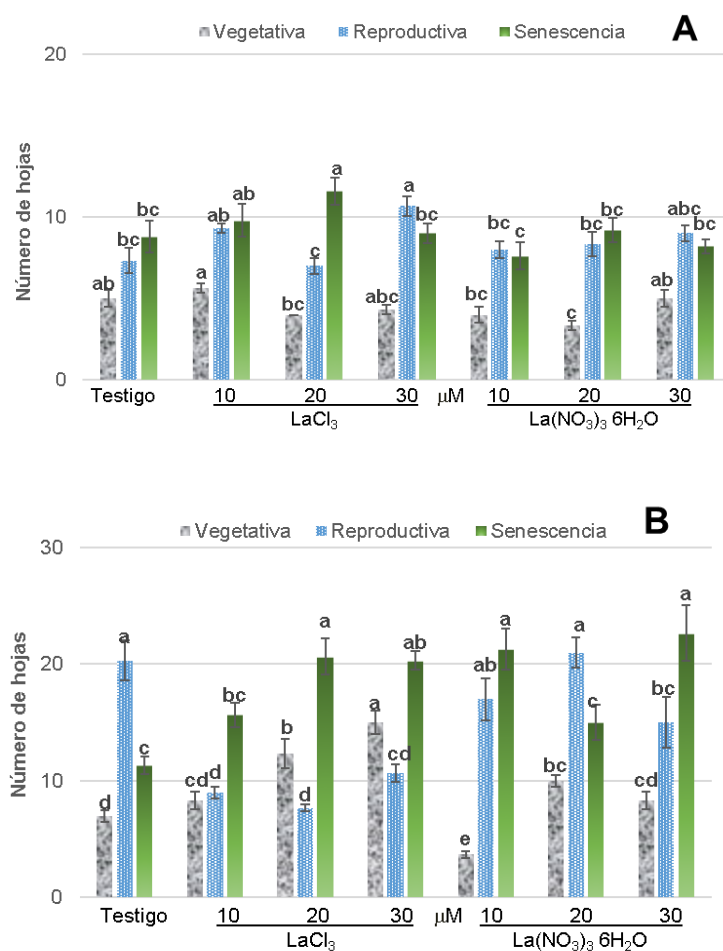 Vegetativa Reproductiva Senescencia A
20
10
0
Número de hojas
ab bc bc a ab ab bc c a abc a bc bc bc c c bc bc ab abc bc
Testigo 10 20 30 µM 10 20 30
LaCl₃ La(NO₃)₃ 6H₂O
Vegetativa Reproductiva Senescencia B
30
20
10
0
Número de hojas
d a c cd d bc b d a a cd ab e ab a bc a c cd bc a
Testigo 10 20 30 µM 10 20 30
LaCl₃ La(NO₃)₃ 6H₂O